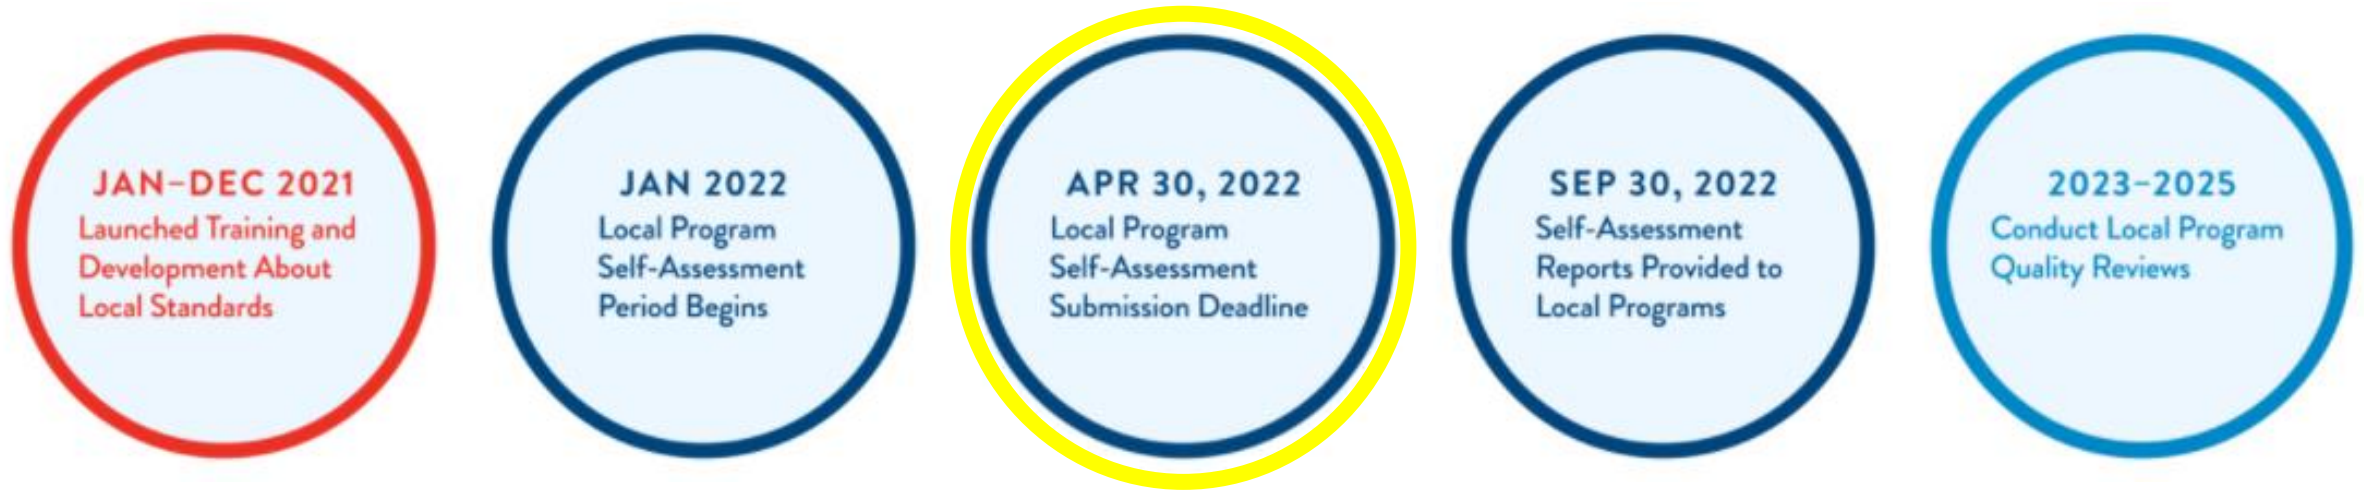 JAN–DEC 2021
Launched Training and
Development About
Local Standards
JAN 2022
Local Program
Self-Assessment
Period Begins
APR 30, 2022
Local Program
Self-Assessment
Submission Deadline
SEP 30, 2022
Self-Assessment
Reports Provided to
Local Programs
2023–2025
Conduct Local Program
Quality Reviews